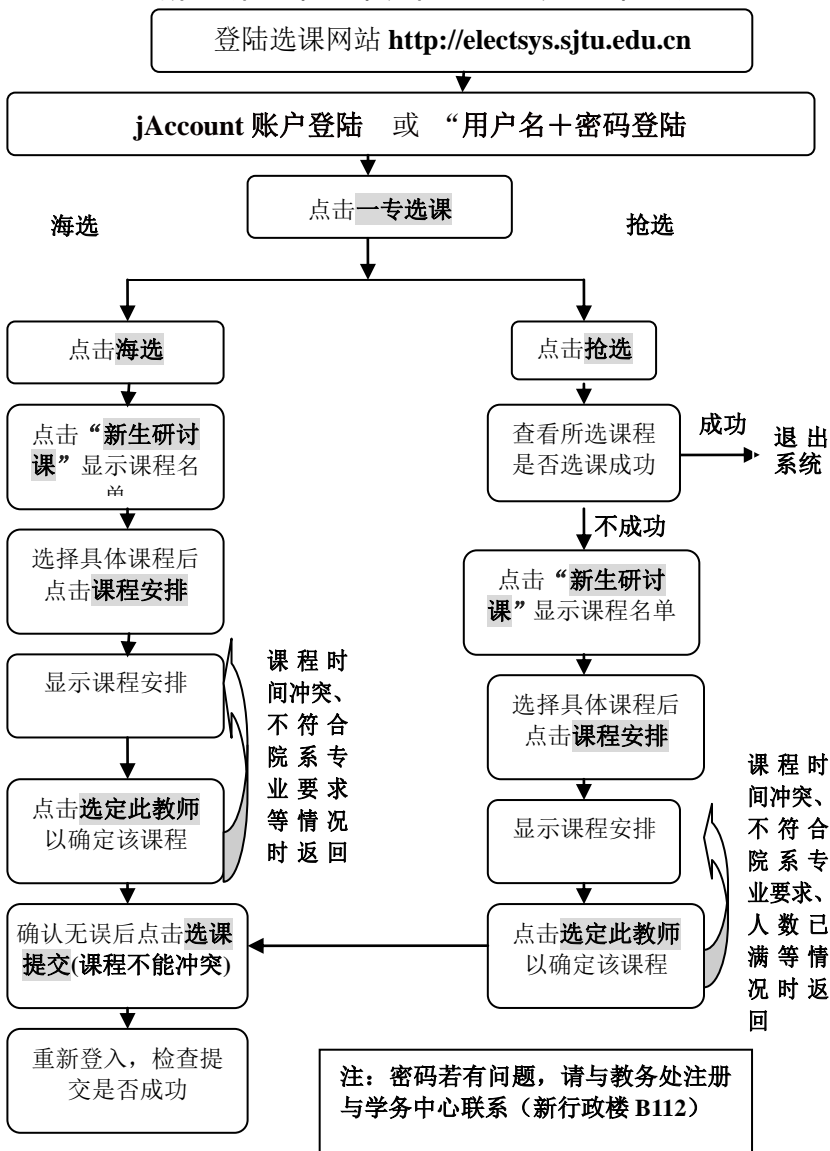 登陆选课网站 http://electsys.sjtu.edu.cn
jAccount 账户登陆 或 “用户名＋密码登陆
点击一专选课
海选
抢选
点击海选
点击“新生研讨
课”显示课程名
单
选择具体课程后
点击课程安排
显示课程安排
点击选定此教师
以确定该课程
课程时
间冲突、
不符合
院系专
业要求
等情况
时返回
确认无误后点击选课
提交(课程不能冲突)
重新登入，检查提
交是否成功
点击抢选
查看所选课程
是否选课成功
成功
退出
系统
不成功
点击“新生研讨
课”显示课程名单
选择具体课程后
点击课程安排
显示课程安排
点击选定此教师
以确定该课程
课程时
间冲突、
不符合
院系专
业要求、
人数已
满等情
况时返
回
注：密码若有问题，请与教务处注册
与学务中心联系（新行政楼 B112）